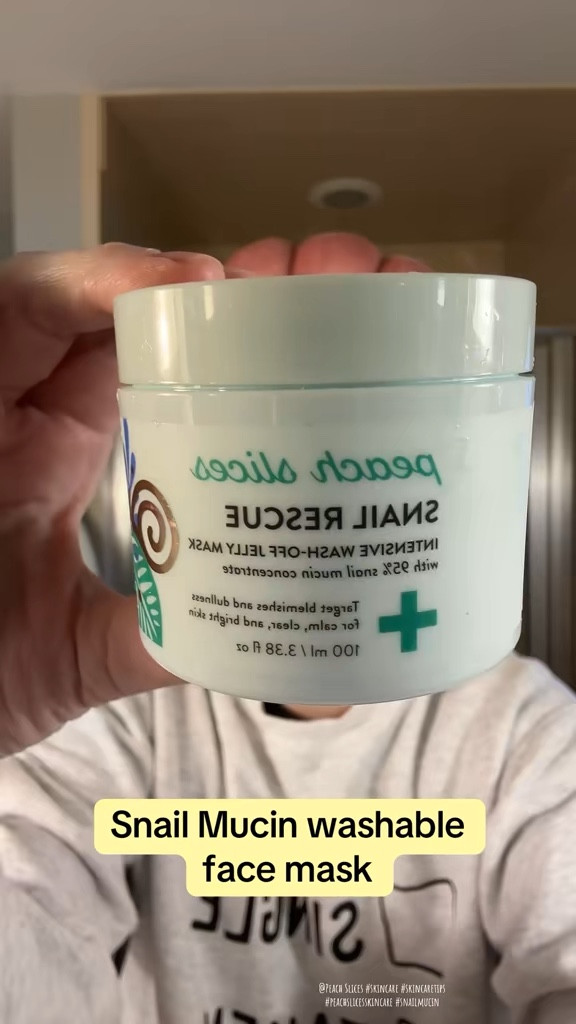 peach slices
SNAIL RESCUE
INTENSIVE WASH-OFF JELLY MASK
with 95% snail mucin concentrate
Target blemishes and dullness
for calm, clear, and bright skin
100 ml / 3.38 fl oz
Snail Mucin washable
face mask
SINGLE
@Peach Slices #skincare #skincaretips
#peachslicesskincare #snailmucin